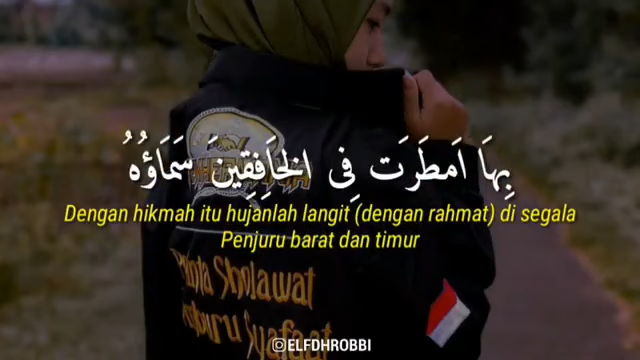 بِهَا اَمطَرَت فِى الخَافِقِينَ سَمَاؤُهُ
Dengan hikmah itu hujanlah langit (dengan rahmat) di segala
Penjuru barat dan timur
Sholawat
Syafaat
@ELFDHROBBI